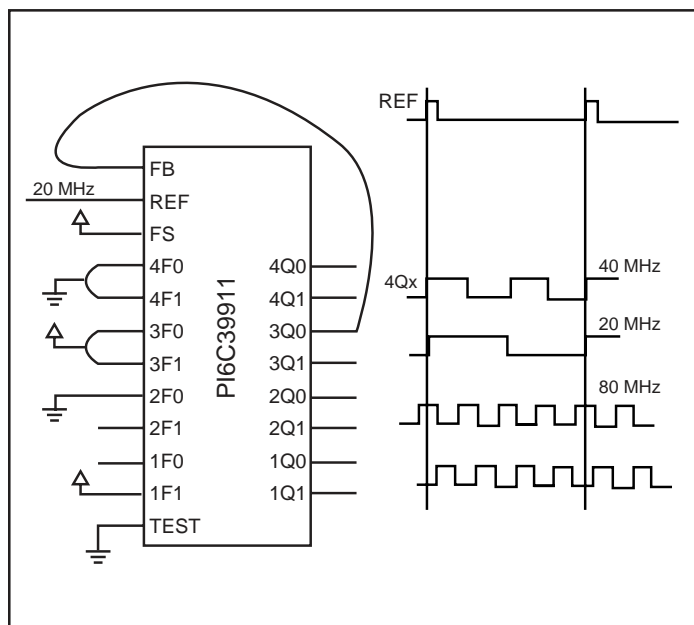 REF
FB
20 MHz
REF
FS
4F0
4Q0
4F1
4Q1
3F0
3Q0
3F1
3Q1
2F0
2Q0
2F1
2Q1
1F0
1Q0
1F1
1Q1
TEST
PI6C39911
40 MHz
4Qx
20 MHz
80 MHz